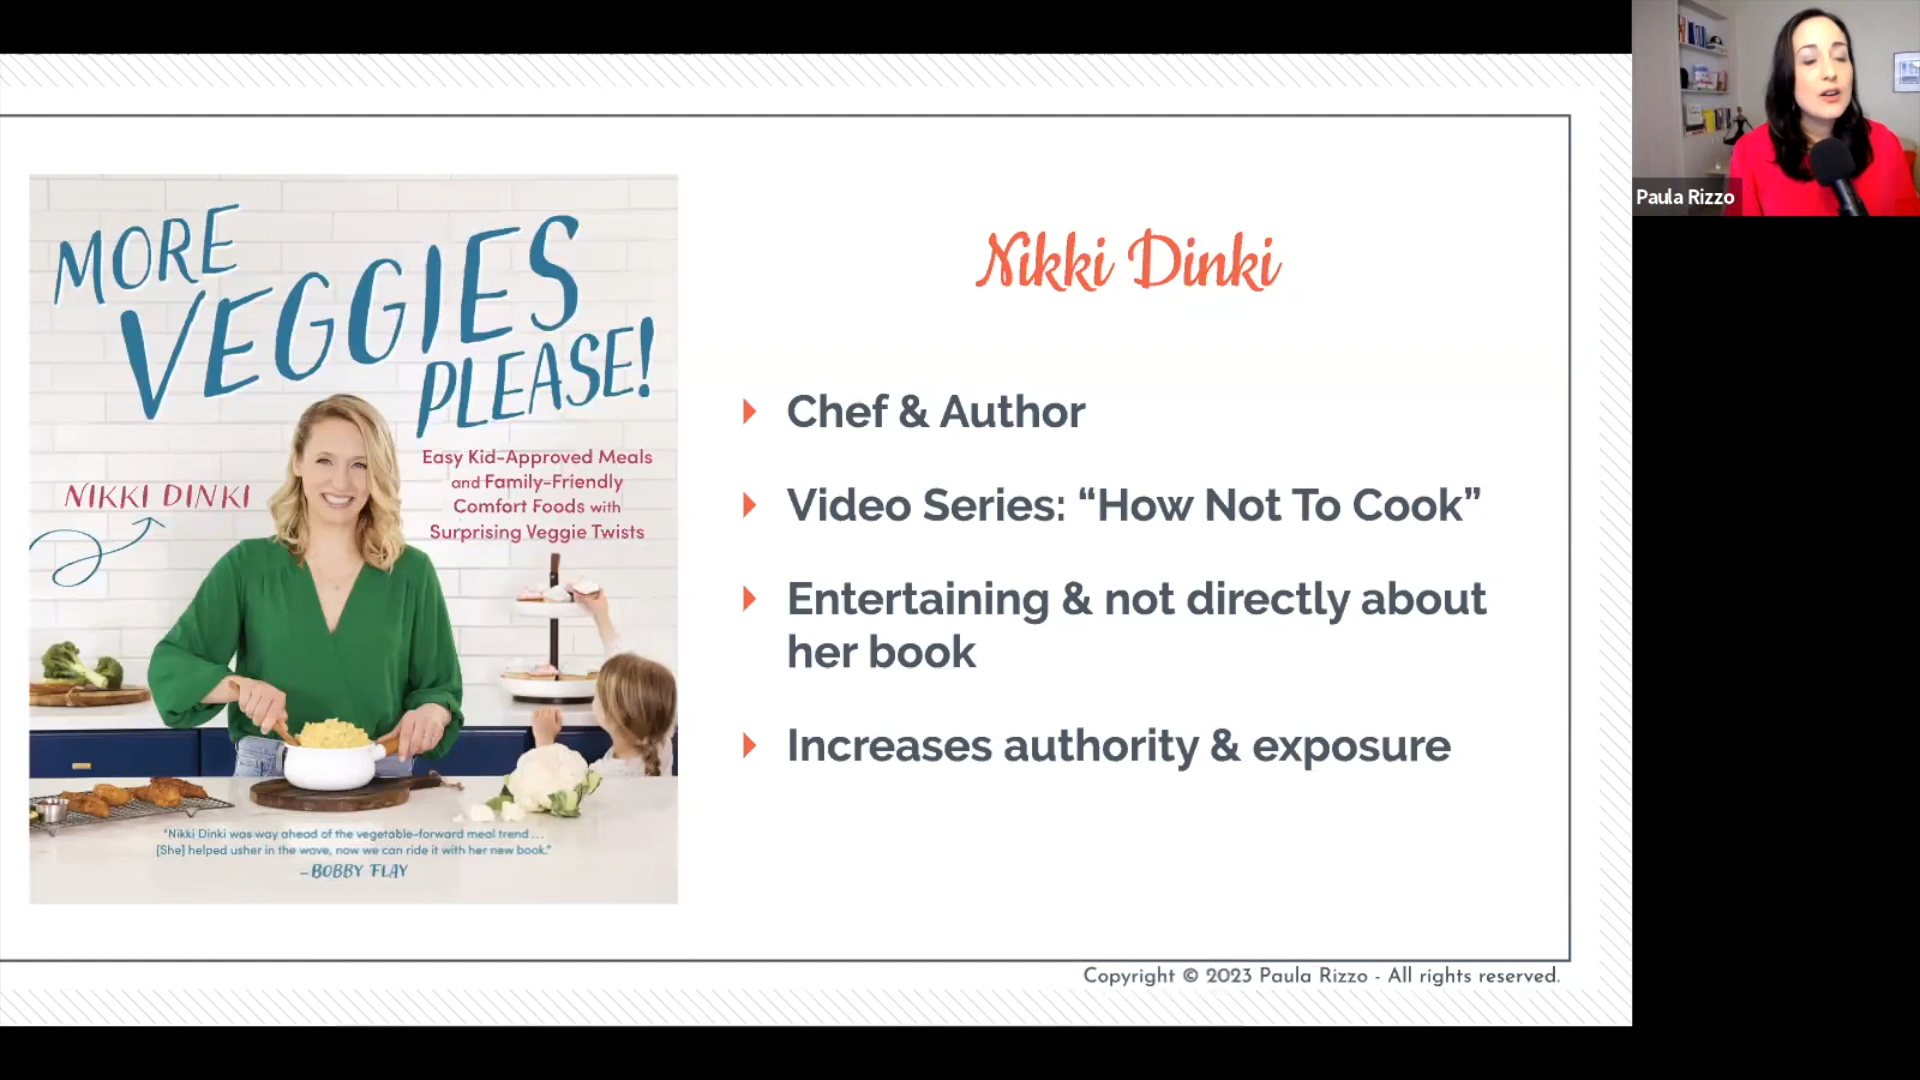 MORE
VEGGIES
PLEASE!
Easy Kid-Approved Meals
and Family-Friendly
Comfort Foods with
Surprising Veggie Twists
NIKKI DINKI
"Nikki Dinki was way ahead of the vegetable-forward meal trend...
[She] helped usher in the wave, now we can ride it with her new book."
–BOBBY FLAY
Nikki Dinki
Chef & Author
Video Series: “How Not To Cook”
Entertaining & not directly about
her book
Increases authority & exposure
Copyright © 2023 Paula Rizzo - All rights reserved.
Paula Rizzo